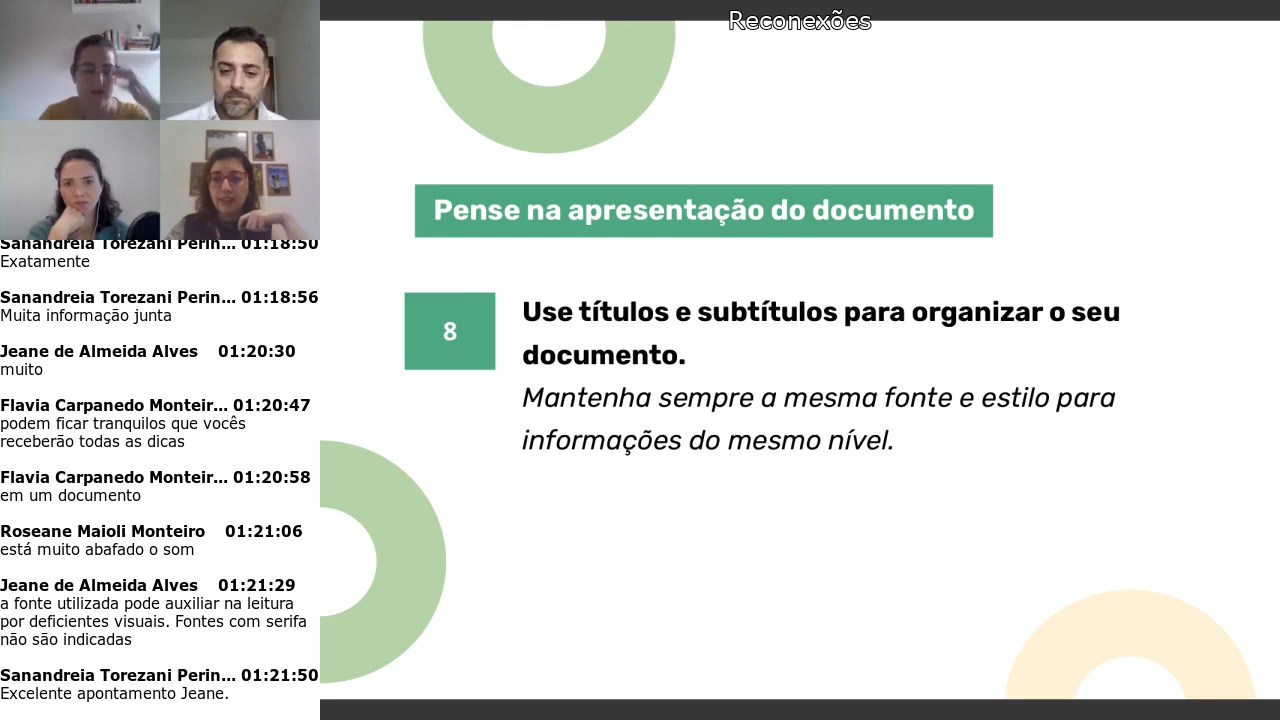 Reconexões
Sanandreia Torezani Perin... 01:18:50
Exatamente
Sanandreia Torezani Perin... 01:18:56
Muita informação junta
Jeane de Almeida Alves 01:20:30
muito
Flavia Carpanedo Monteir... 01:20:47
podem ficar tranquilos que vocês
receberão todas as dicas
Flavia Carpanedo Monteir... 01:20:58
em um documento
Roseane Maioli Monteiro 01:21:06
está muito abafado o som
Jeane de Almeida Alves 01:21:29
a fonte utilizada pode auxiliar na leitura
por deficientes visuais. Fontes com serifa
não são indicadas
Sanandreia Torezani Perin... 01:21:50
Excelente apontamento Jeane.
Pense na apresentação do documento
8
Use títulos e subtítulos para organizar o seu
documento.
Mantenha sempre a mesma fonte e estilo para
informações do mesmo nível.